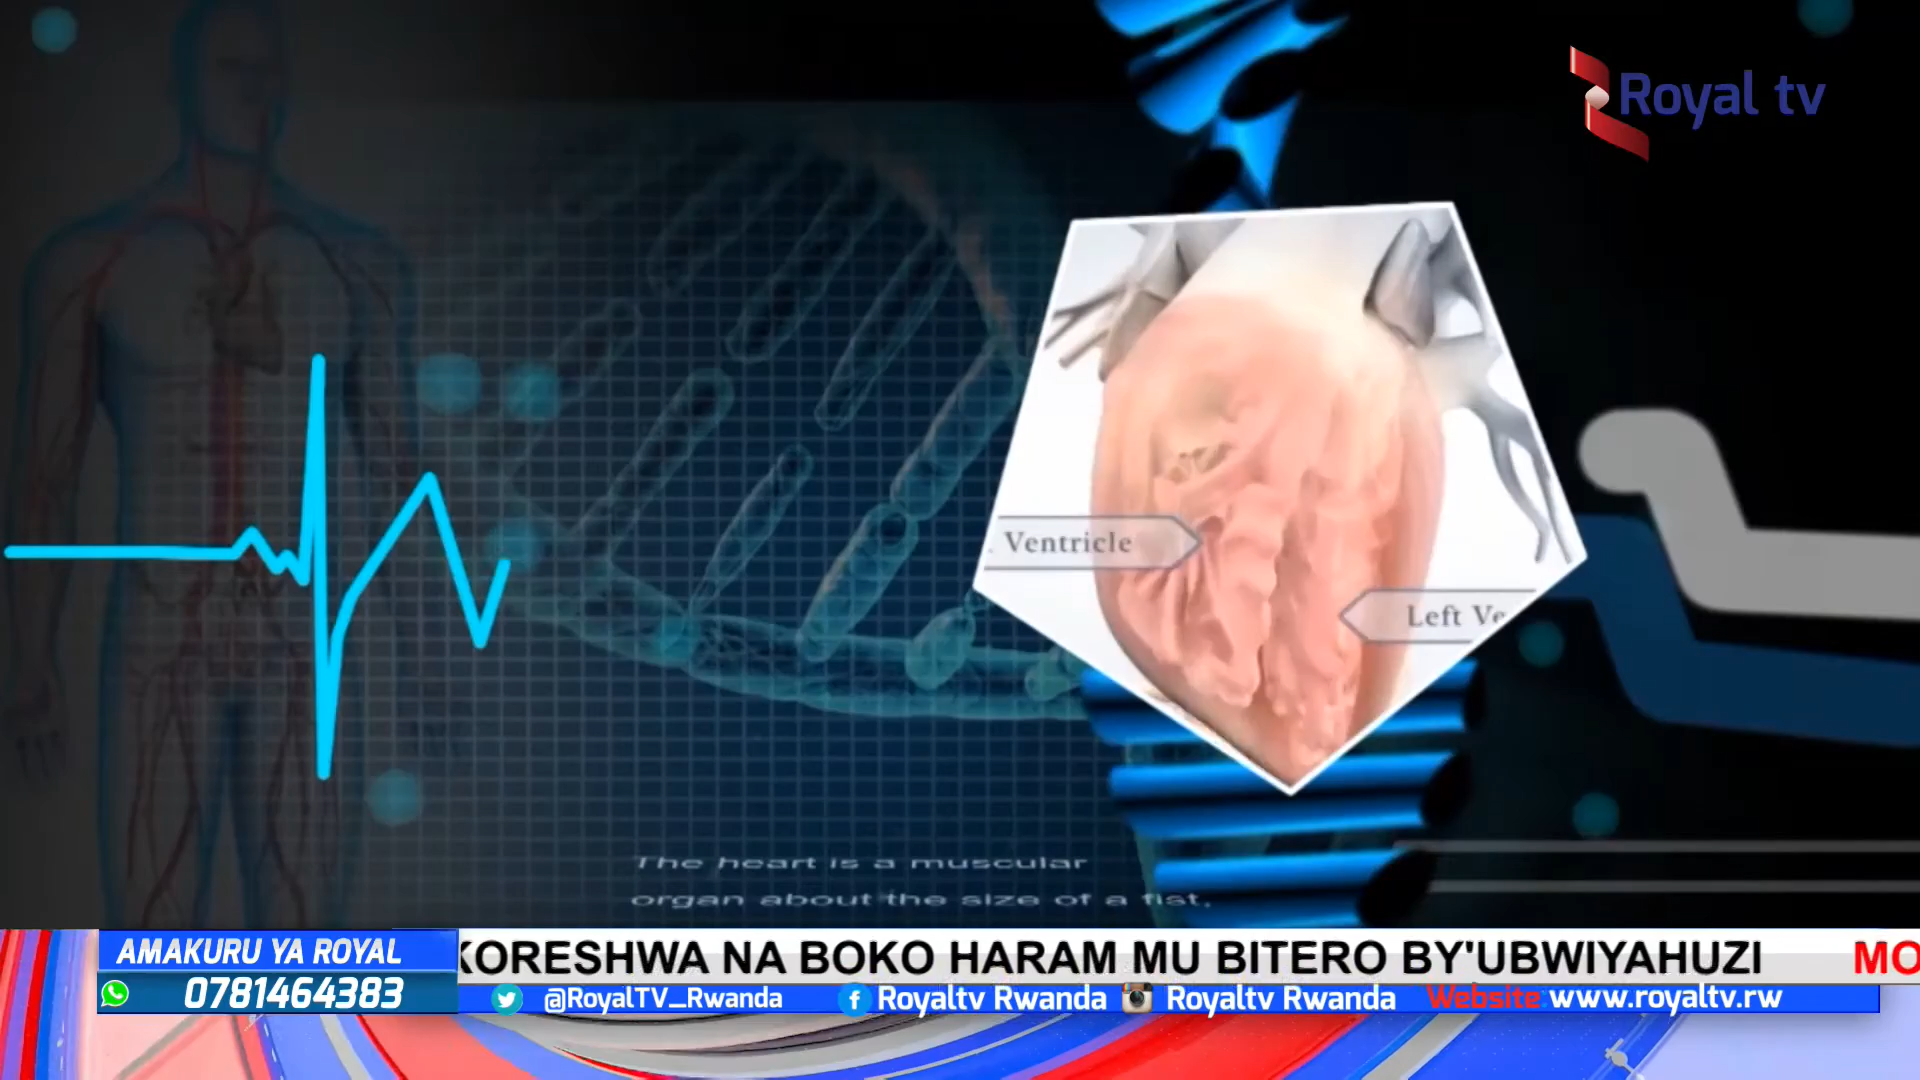 Royal tv
Ventricle
Left Ve
The heart is a muscular
organ about the size of a fist,
AMAKURU YA ROYAL
KORESHWA NA BOKO HARAM MU BITERO BY'UBWIYAHUZI MO
0781464383
@RoyalTV_Rwanda Royaltv Rwanda Royaltv Rwanda Website:www.royaltv.rw